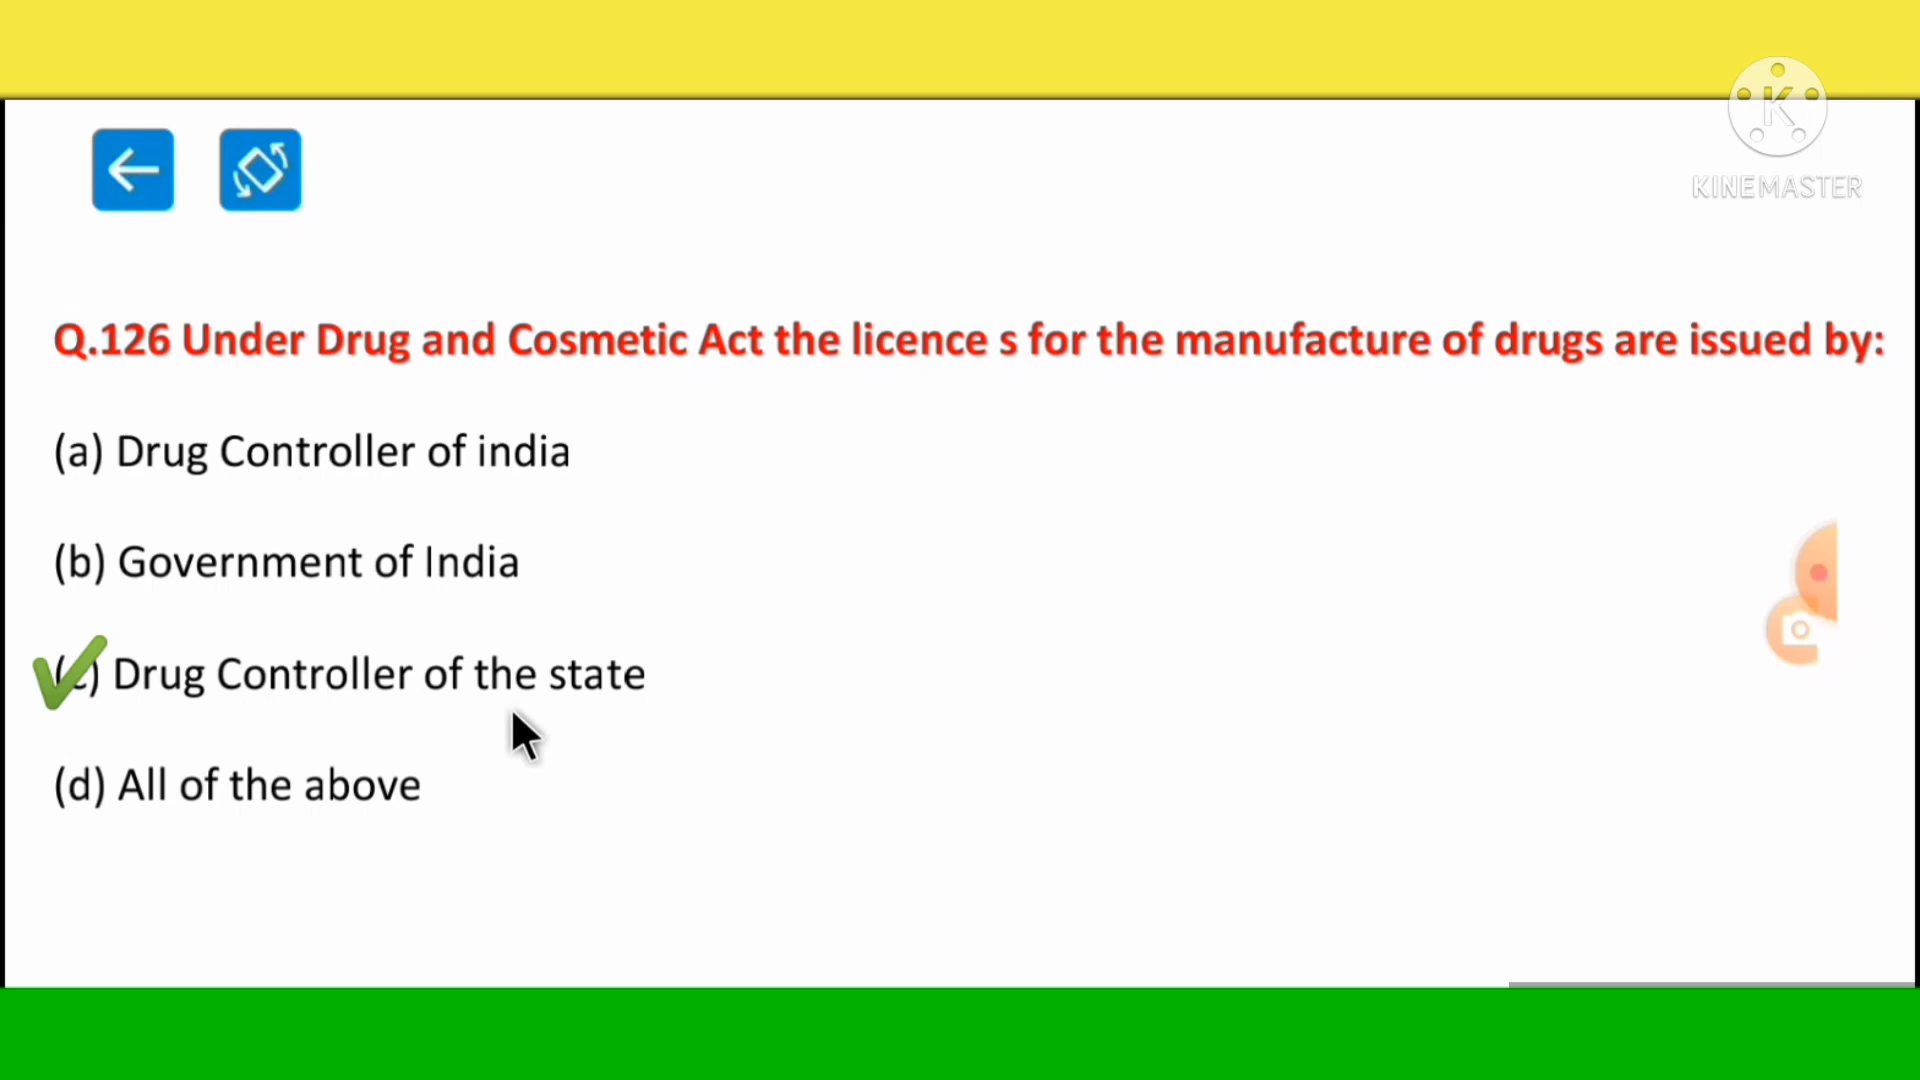 K
KINEMASTER
Q.126 Under Drug and Cosmetic Act the licence s for the manufacture of drugs are issued by:
(a) Drug Controller of india
(b) Government of India
(c) Drug Controller of the state
(d) All of the above